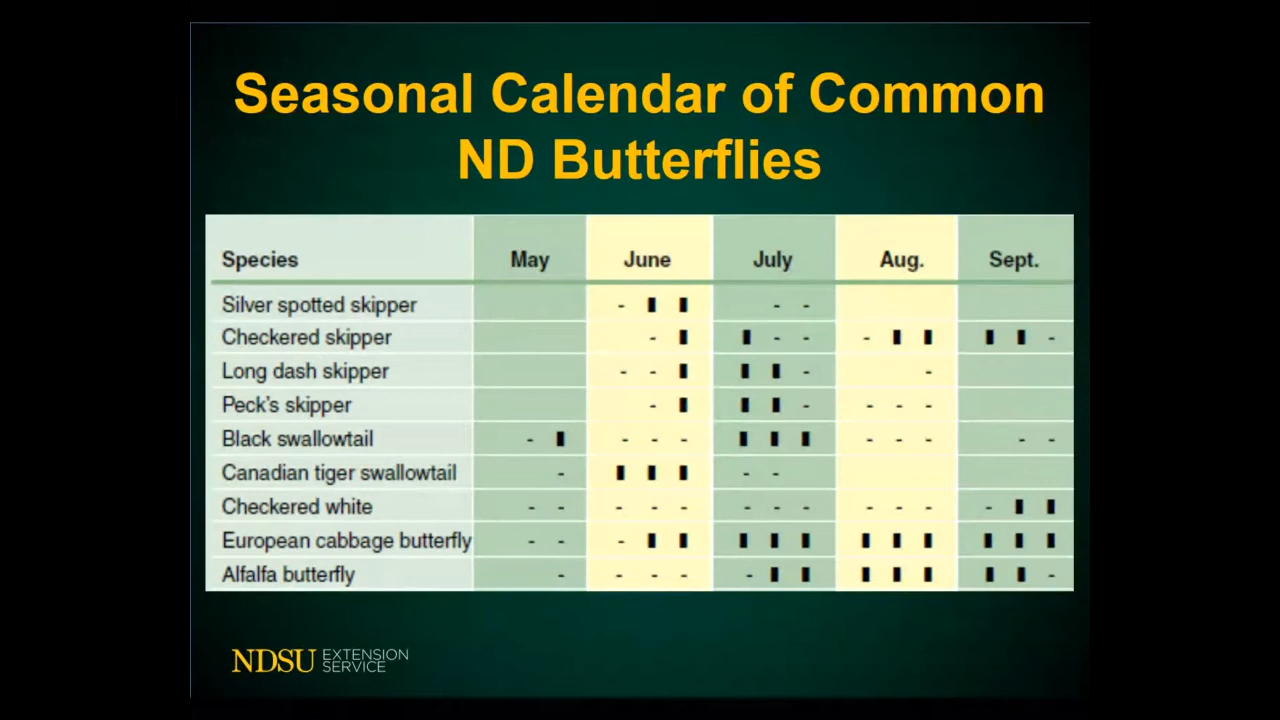 Seasonal Calendar of Common
ND Butterflies
Species May June July Aug. Sept.
Silver spotted skipper - ▮ ▮ - -
Checkered skipper - ▮ ▮ - - - ▮ ▮ ▮ ▮ -
Long dash skipper - - ▮ ▮ ▮ - -
Peck's skipper - ▮ ▮ ▮ - - - -
Black swallowtail - ▮ - - - ▮ ▮ ▮ - - - - -
Canadian tiger swallowtail - ▮ ▮ ▮ - -
Checkered white - - - - - - - - - - - - ▮ ▮
European cabbage butterfly - - - ▮ ▮ ▮ ▮ ▮ ▮ ▮ ▮ ▮ ▮ ▮
Alfalfa butterfly - - - - - ▮ ▮ ▮ ▮ ▮ ▮ ▮ -
NDSU EXTENSION
SERVICE